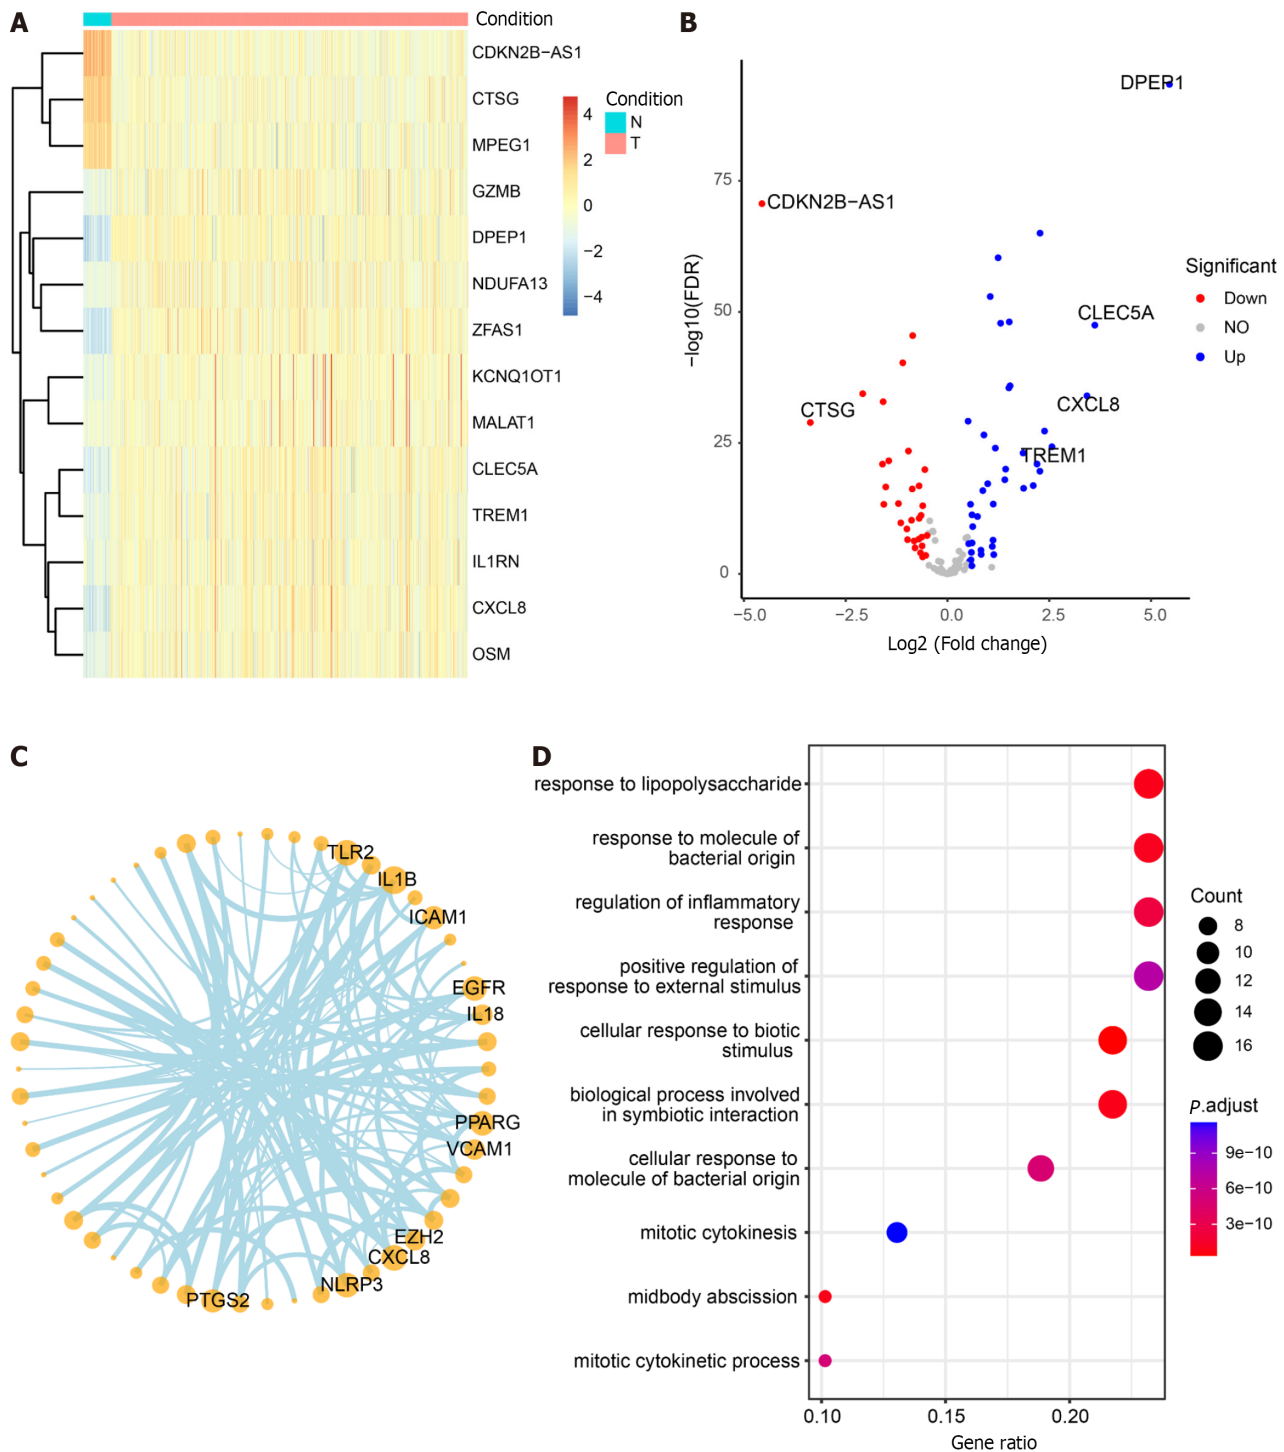 A
Condition
CDKN2B−AS1
CTSG
MPEG1
GZMB
DPEP1
NDUFA13
ZFAS1
KCNQ1OT1
MALAT1
CLEC5A
TREM1
IL1RN
CXCL8
OSM
4
2
0
−2
−4
Condition
N
T
B
−log10(FDR)
75
50
25
0
−5.0
−2.5
0.0
2.5
5.0
Log2 (Fold change)
DPEP1
CDKN2B−AS1
CLEC5A
CXCL8
CTSG
TREM1
Significant
Down
NO
Up
C
TLR2
IL1B
ICAM1
EGFR
IL18
PPARG
VCAM1
EZH2
CXCL8
NLRP3
PTGS2
D
response to lipopolysaccharide
response to molecule of
bacterial origin
regulation of inflammatory
response
positive regulation of
response to external stimulus
cellular response to biotic
stimulus
biological process involved
in symbiotic interaction
cellular response to
molecule of bacterial origin
mitotic cytokinesis
midbody abscission
mitotic cytokinetic process
0.10
0.15
0.20
Gene ratio
Count
8
10
12
14
16
P.adjust
9e−10
6e−10
3e−10